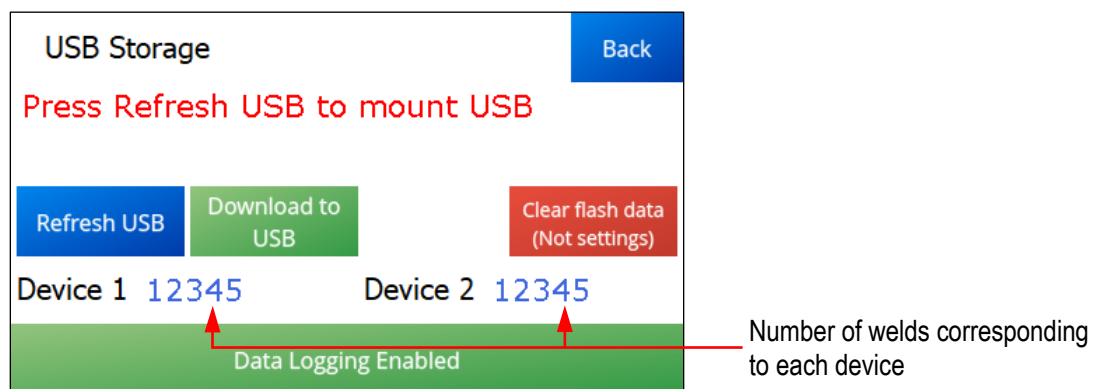 USB Storage
Back
Press Refresh USB to mount USB
Refresh USB
Download to
USB
Clear flash data
(Not settings)
Device 1 12345
Device 2 12345
Data Logging Enabled
Number of welds corresponding
to each device